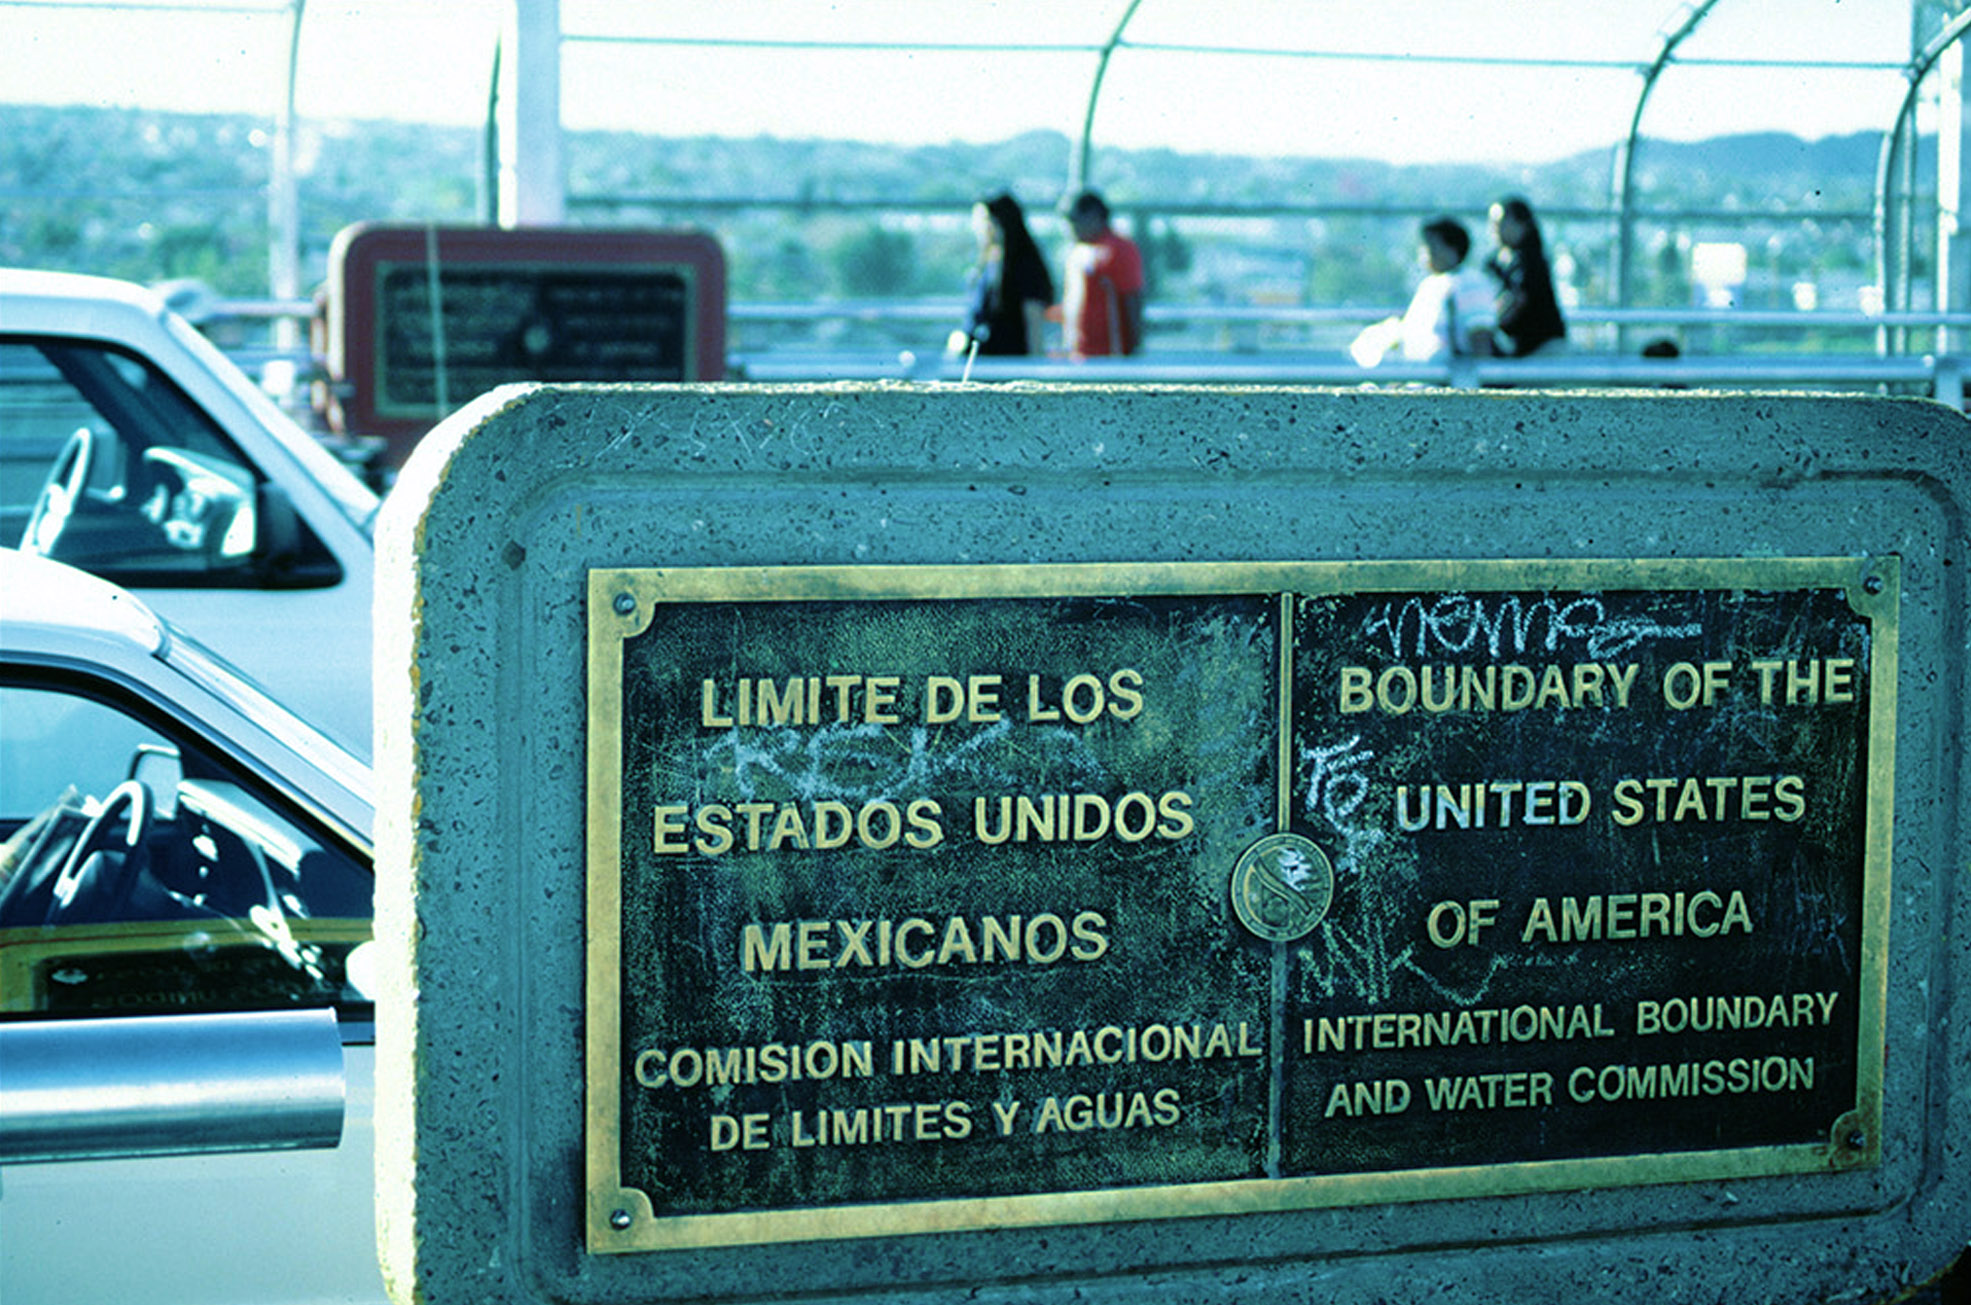 LIMITE DE LOS
ESTADOS UNIDOS
MEXICANOS
COMISION INTERNACIONAL
DE LIMITES Y AGUAS
BOUNDARY OF THE
UNITED STATES
OF AMERICA
INTERNATIONAL BOUNDARY
AND WATER COMMISSION